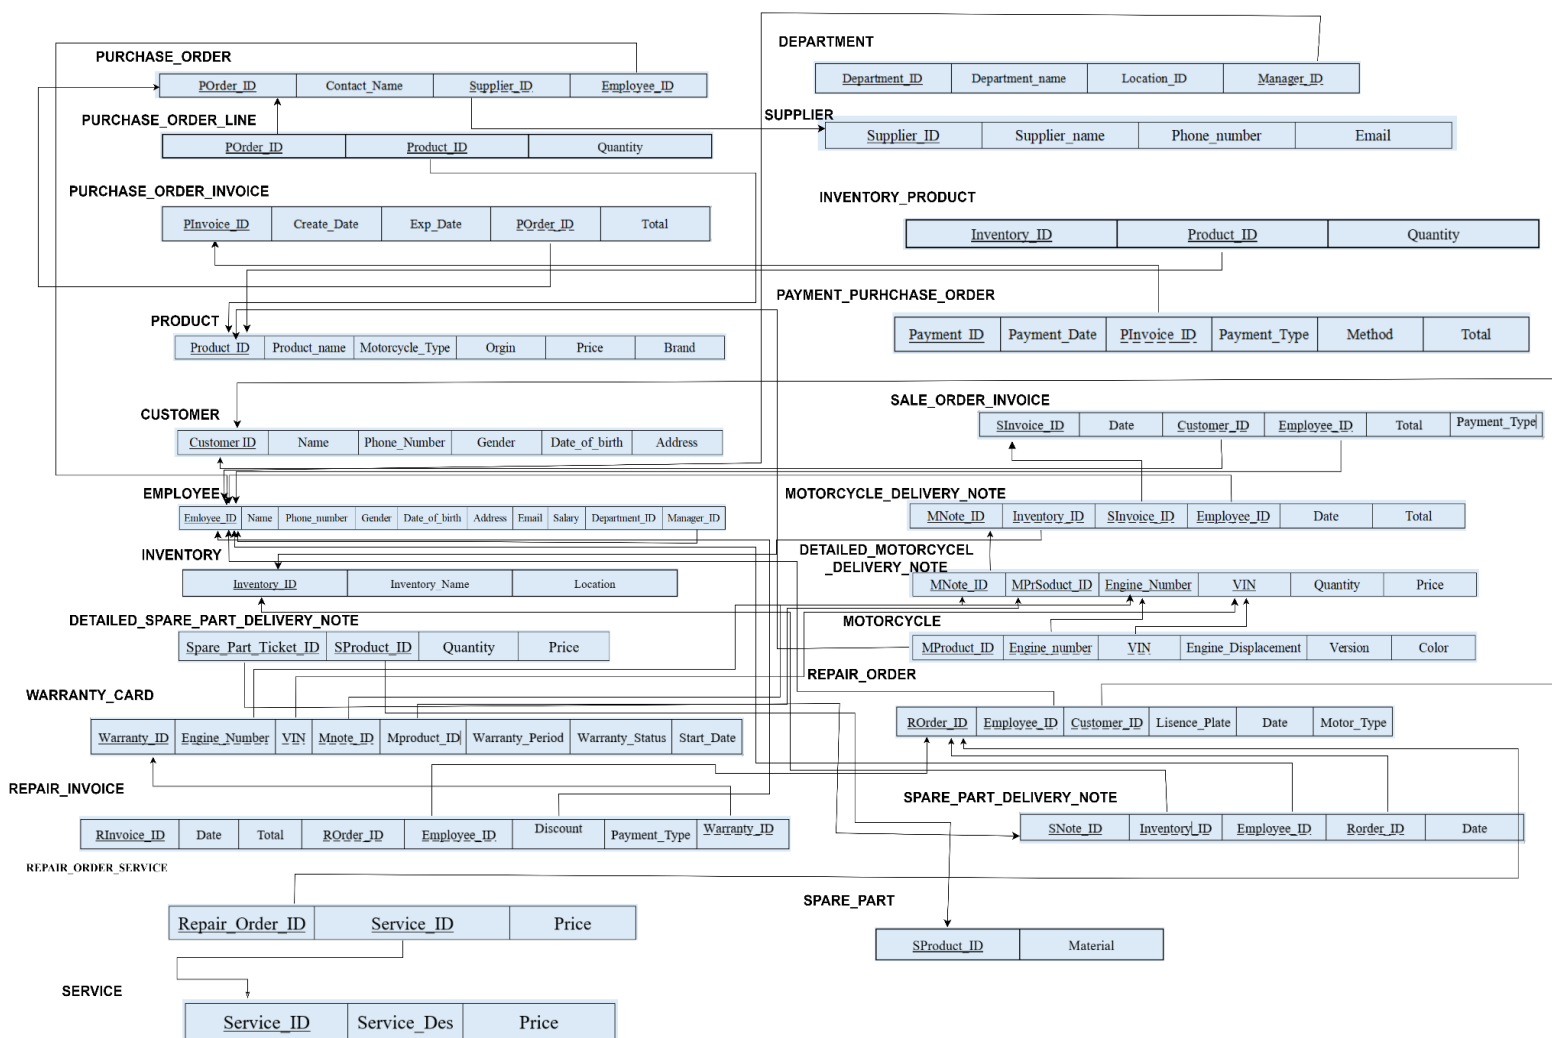 PURCHASE_ORDER
POrder_ID Contact_Name Supplier_ID Employee_ID
DEPARTMENT
Department_ID Department_name Location_ID Manager_ID
PURCHASE_ORDER_LINE
POrder_ID Product_ID Quantity
SUPPLIER
Supplier_ID Supplier_name Phone_number Email
PURCHASE_ORDER_INVOICE
PInvoice_ID Create_Date Exp_Date POrder_ID Total
INVENTORY_PRODUCT
Inventory_ID Product_ID Quantity
PAYMENT_PURHCHASE_ORDER
Payment_ID Payment_Date PInvoice_ID Payment_Type Method Total
PRODUCT
Product_ID Product_name Motorcycle_Type Orgin Price Brand
SALE_ORDER_INVOICE
SInvoice_ID Date Customer_ID Employee_ID Total Payment_Type
CUSTOMER
Customer ID Name Phone_Number Gender Date_of_birth Address
EMPLOYEE
Emloyee_ID Name Phone_number Gender Date_of_birth Address Email Salary Department_ID Manager_ID
MOTORCYCLE_DELIVERY_NOTE
MNote_ID Inventory_ID SInvoice_ID Employee_ID Date Total
INVENTORY
Inventory_ID Inventory_Name Location
DETAILED_MOTORCYCEL
_DELIVERY_NOTE
MNote_ID MPrSoduct_ID Engine_Number VIN Quantity Price
DETAILED_SPARE_PART_DELIVERY_NOTE
Spare_Part_Ticket_ID SProduct_ID Quantity Price
MOTORCYCLE
MProduct_ID Engine_number VIN Engine_Displacement Version Color
REPAIR_ORDER
ROrder_ID Employee_ID Customer_ID Lisence_Plate Date Motor_Type
WARRANTY_CARD
Warranty_ID Engine_Number VIN Mnote_ID Mproduct_ID Warranty_Period Warranty_Status Start_Date
REPAIR_INVOICE
RInvoice_ID Date Total ROrder_ID Employee_ID Discount Payment_Type Warranty_ID
SPARE_PART_DELIVERY_NOTE
SNote_ID Inventory_ID Employee_ID Rorder_ID Date
REPAIR_ORDER_SERVICE
Repair_Order_ID Service_ID Price
SPARE_PART
SProduct_ID Material
SERVICE
Service_ID Service_Des Price